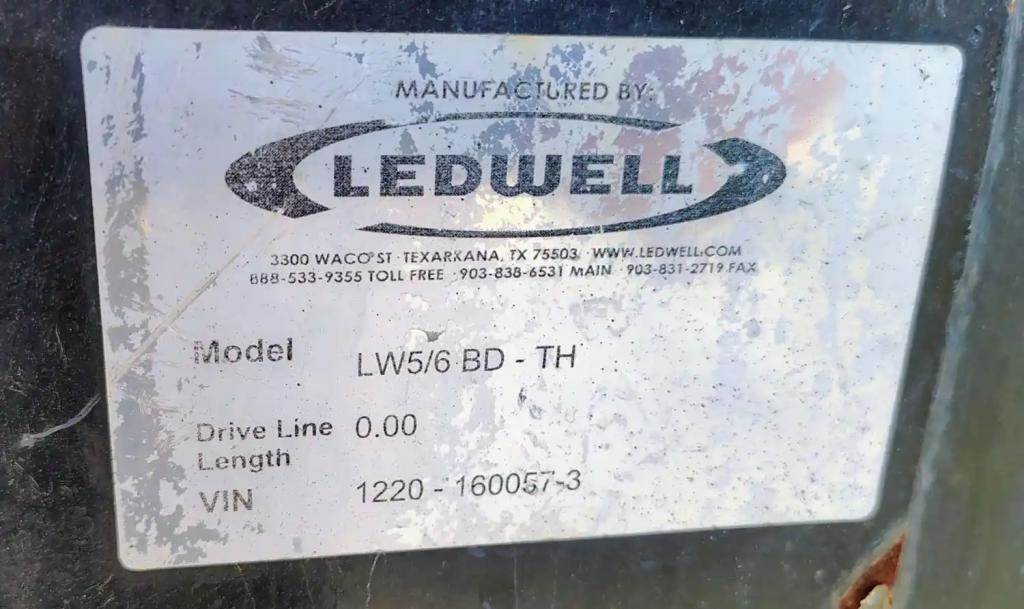 MANUFACTURED BY:
LEDWELL
3300 WACO ST · TEXARKANA, TX 75503 · WWW.LEDWELL.COM
888-533-9355 TOLL FREE · 903-838-6531 MAIN · 903-831-2719 FAX
Model LW5/6 BD - TH
Drive Line 0.00
Length
VIN 1220 - 160057-3